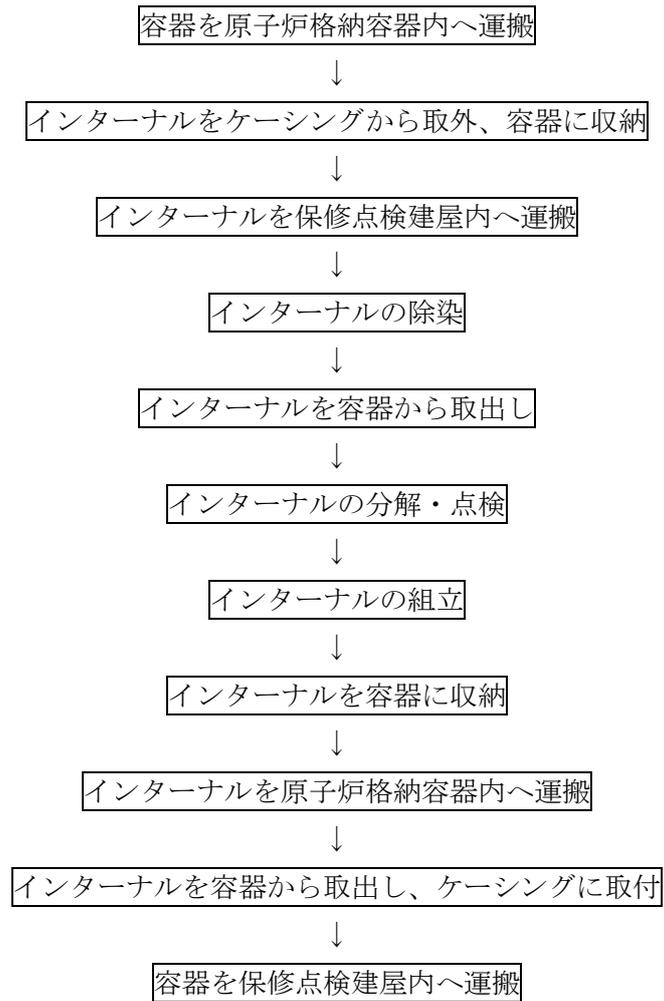 容器を原子炉格納容器内へ運搬
↓
インターナルをケーシングから取外、容器に収納
↓
インターナルを保修点検建屋内へ運搬
↓
インターナルの除染
↓
インターナルを容器から取出し
↓
インターナルの分解・点検
↓
インターナルの組立
↓
インターナルを容器に収納
↓
インターナルを原子炉格納容器内へ運搬
↓
インターナルを容器から取出し、ケーシングに取付
↓
容器を保修点検建屋内へ運搬